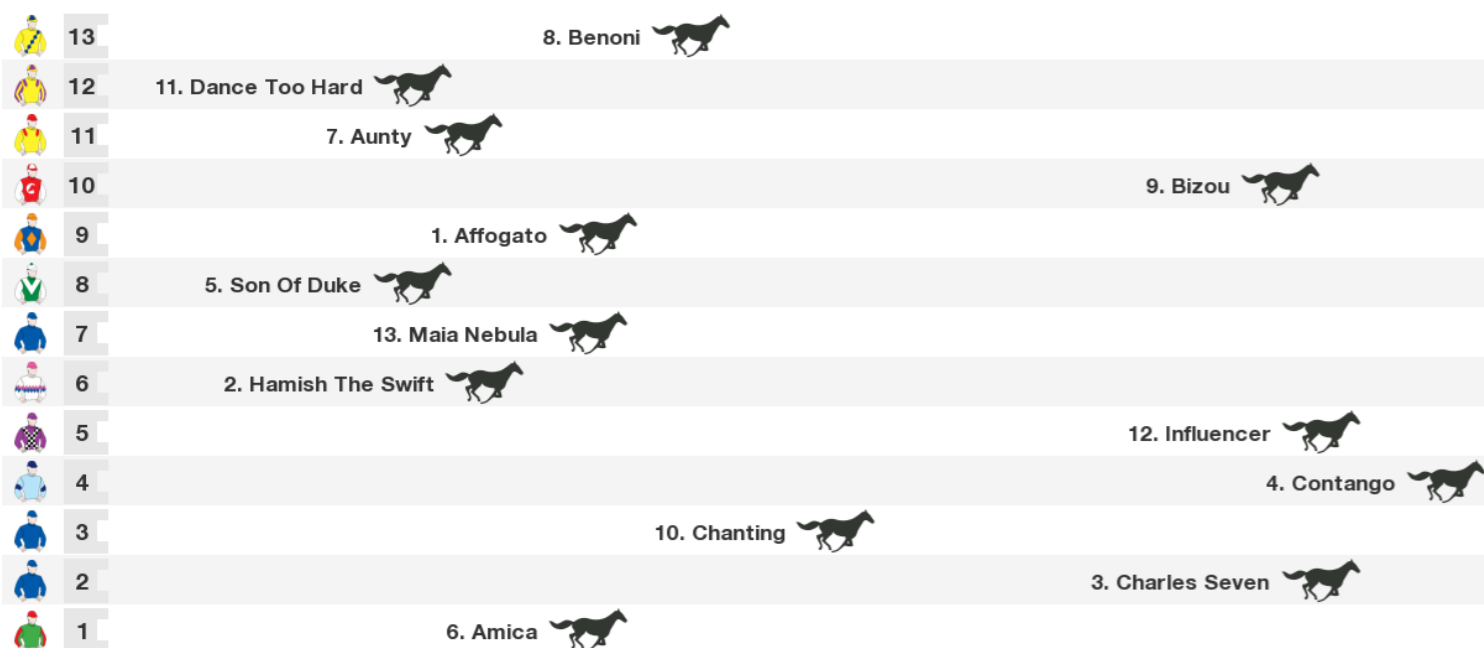 13 8. Benoni
12 11. Dance Too Hard
11 7. Aunty
10 9. Bizou
9 1. Affogato
8 5. Son Of Duke
7 13. Maia Nebula
6 2. Hamish The Swift
5 12. Influencer
4 4. Contango
3 10. Chanting
2 3. Charles Seven
1 6. Amica